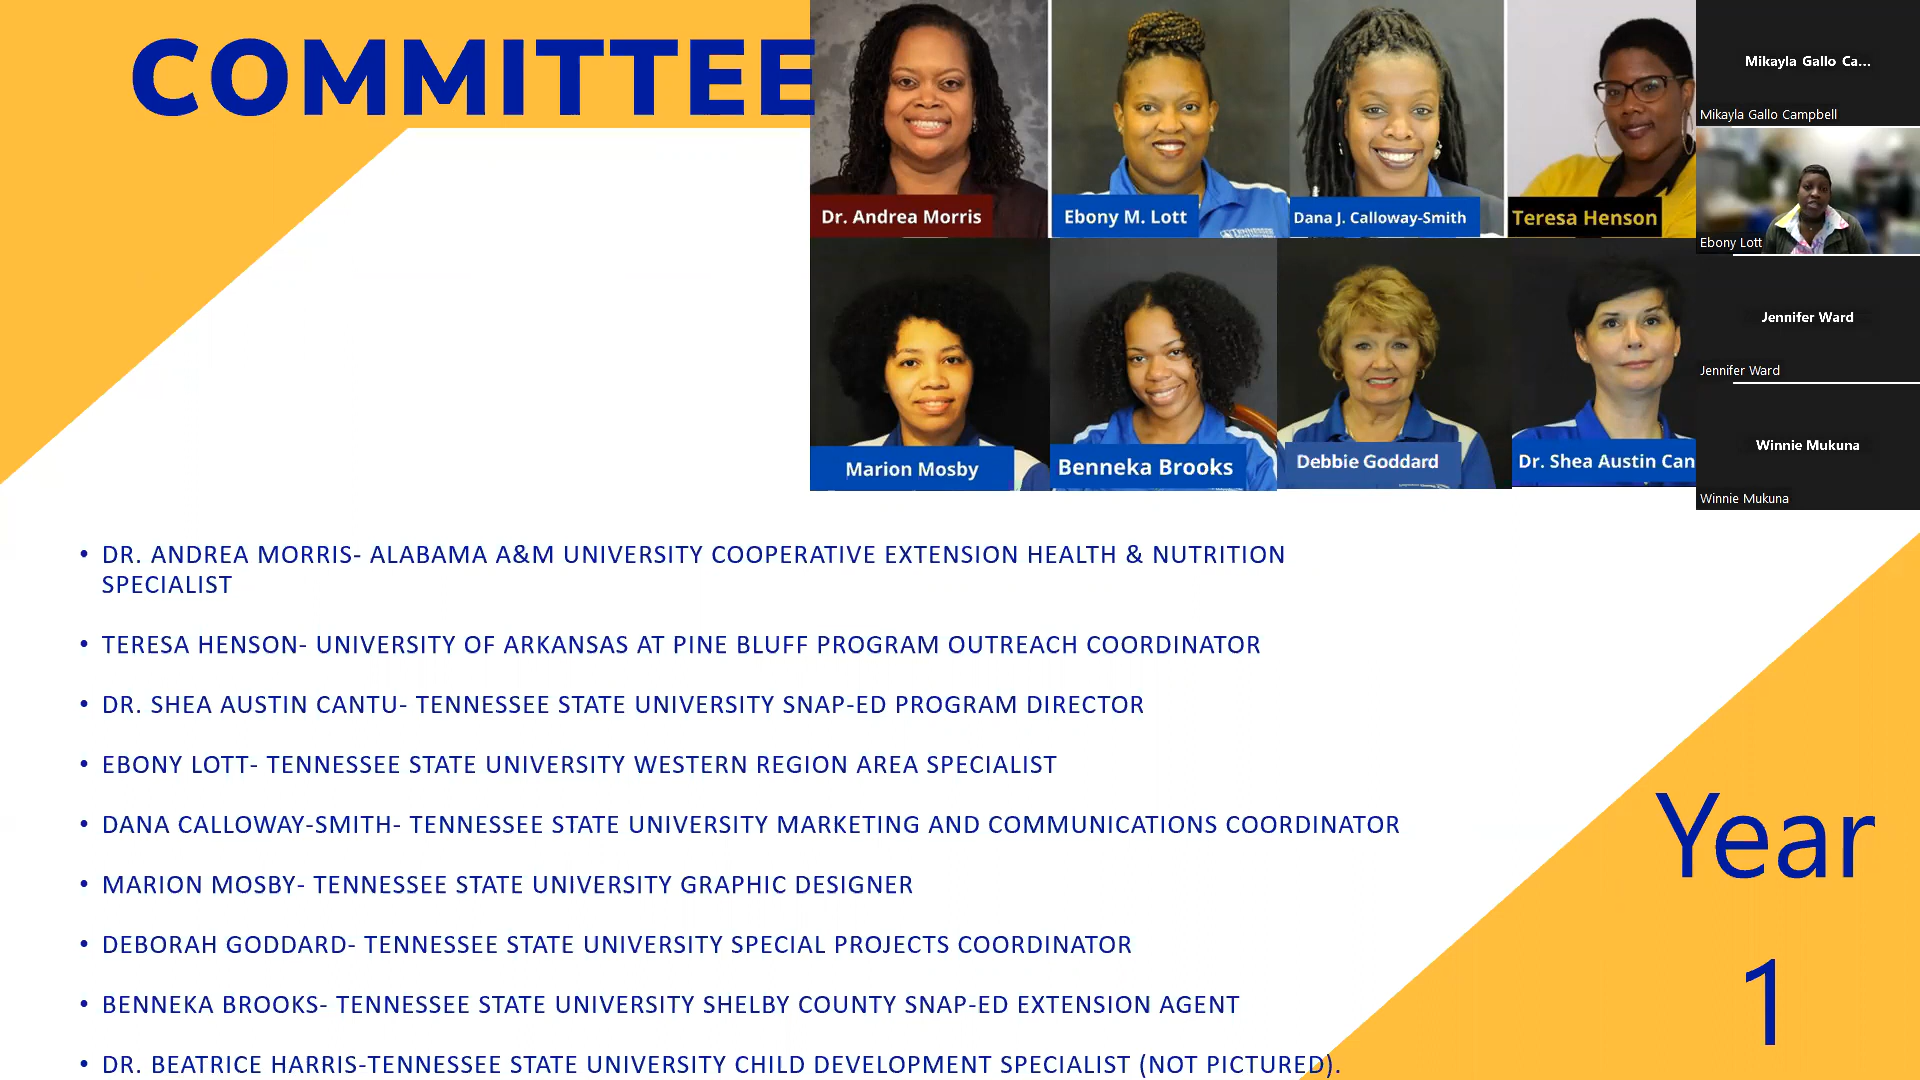 COMMITTEE
Dr. Andrea Morris
Ebony M. Lott
Dana J. Calloway-Smith
Teresa Henson
Marion Mosby
Benneka Brooks
Debbie Goddard
Dr. Shea Austin Can
Mikayla Gallo Ca...
Mikayla Gallo Campbell
Ebony Lott
Jennifer Ward
Jennifer Ward
Winnie Mukuna
Winnie Mukuna
• DR. ANDREA MORRIS- ALABAMA A&M UNIVERSITY COOPERATIVE EXTENSION HEALTH & NUTRITION
SPECIALIST
• TERESA HENSON- UNIVERSITY OF ARKANSAS AT PINE BLUFF PROGRAM OUTREACH COORDINATOR
• DR. SHEA AUSTIN CANTU- TENNESSEE STATE UNIVERSITY SNAP-ED PROGRAM DIRECTOR
• EBONY LOTT- TENNESSEE STATE UNIVERSITY WESTERN REGION AREA SPECIALIST
• DANA CALLOWAY-SMITH- TENNESSEE STATE UNIVERSITY MARKETING AND COMMUNICATIONS COORDINATOR
• MARION MOSBY- TENNESSEE STATE UNIVERSITY GRAPHIC DESIGNER
• DEBORAH GODDARD- TENNESSEE STATE UNIVERSITY SPECIAL PROJECTS COORDINATOR
• BENNEKA BROOKS- TENNESSEE STATE UNIVERSITY SHELBY COUNTY SNAP-ED EXTENSION AGENT
• DR. BEATRICE HARRIS-TENNESSEE STATE UNIVERSITY CHILD DEVELOPMENT SPECIALIST (NOT PICTURED).
Year
1